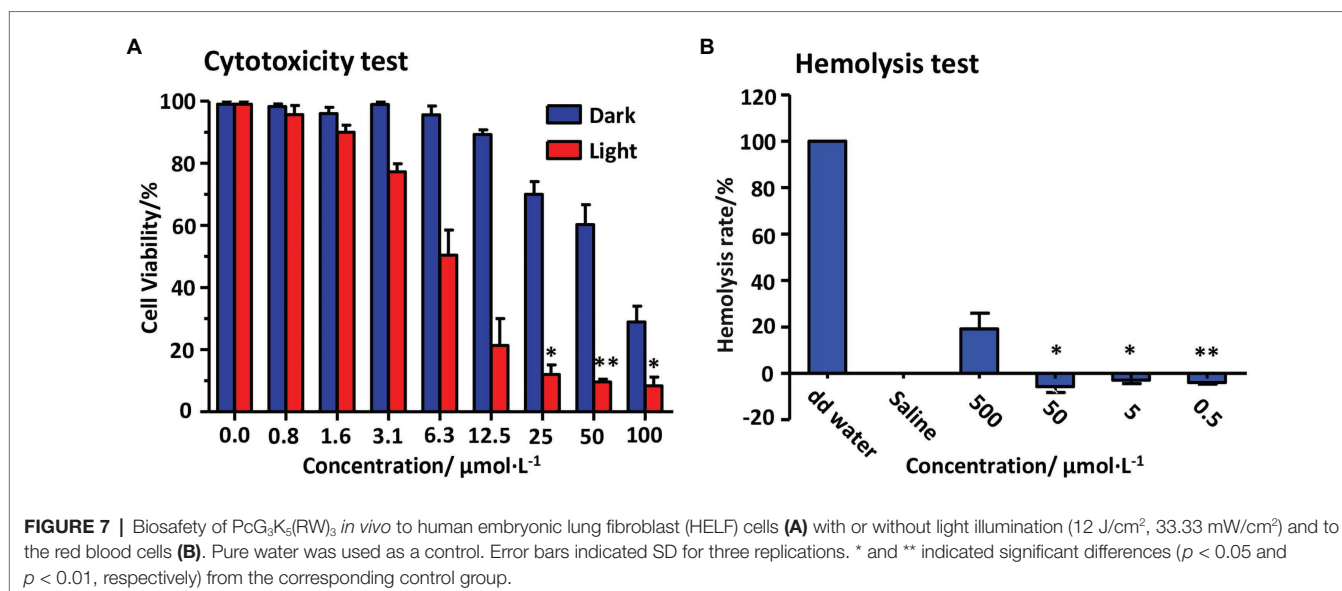 A
Cytotoxicity test
Cell Viability/%
100
80
60
40
20
0
Dark
Light
0.0 0.8 1.6 3.1 6.3 12.5 25 50 100
* ** *
Concentration/ µmol·L⁻¹
B
Hemolysis test
Hemolysis rate/%
120
100
80
60
40
20
0
-20
* * **
dd water Saline 500 50 5 0.5
Concentration/ µmol·L⁻¹
FIGURE 7 | Biosafety of PcG₃K₅(RW)₃ in vivo to human embryonic lung fibroblast (HELF) cells (A) with or without light illumination (12 J/cm², 33.33 mW/cm²) and to
the red blood cells (B). Pure water was used as a control. Error bars indicated SD for three replications. * and ** indicated significant differences (p < 0.05 and
p < 0.01, respectively) from the corresponding control group.